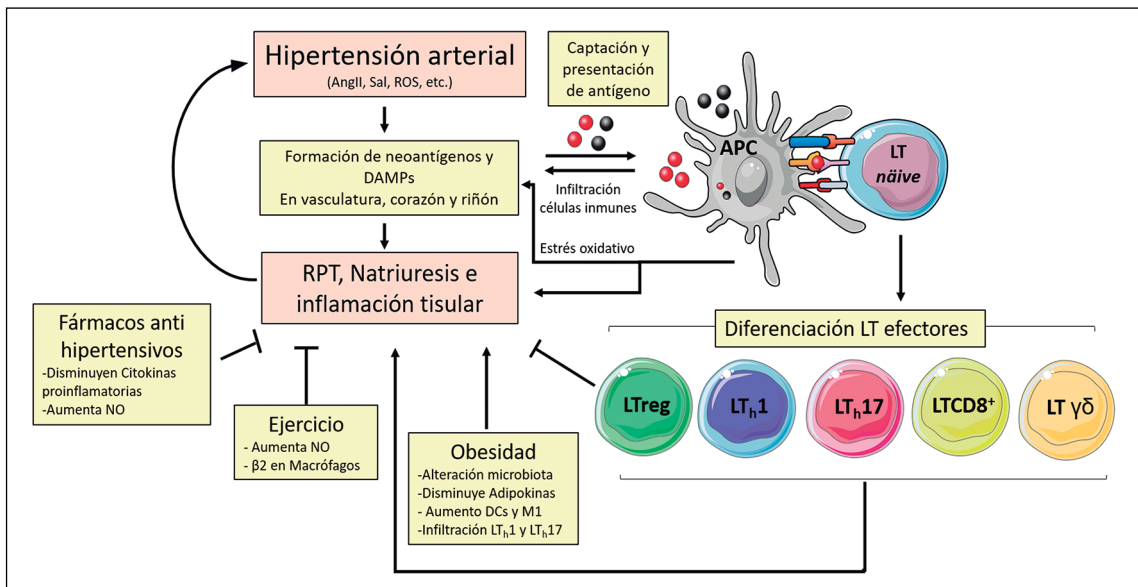 Hipertensión arterial
(AngII, Sal, ROS, etc.)
Captación y
presentación
de antígeno
APC
LT
näive
Formación de neoantígenos y
DAMPs
En vasculatura, corazón y riñón
Infiltración
células inmunes
Estrés oxidativo
RPT, Natriuresis e
inflamación tisular
Fármacos anti
hipertensivos
-Disminuyen Citokinas
proinflamatorias
-Aumenta NO
Ejercicio
- Aumenta NO
- β2 en Macrófagos
Obesidad
-Alteración microbiota
-Disminuye Adipokinas
- Aumento DCs y M1
-Infiltración LTh1 y LTh17
Diferenciación LT efectores
LTreg
LTh1
LTh17
LTCD8+
LT γδ